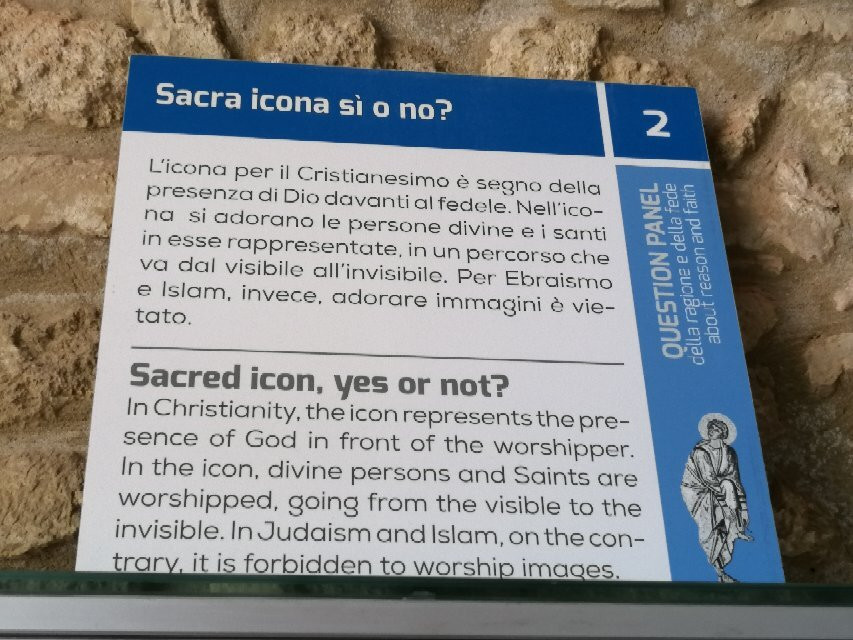 Sacra icona sì o no?
2
L'icona per il Cristianesimo è segno della
presenza di Dio davanti al fedele. Nell'ico-
na si adorano le persone divine e i santi
in esse rappresentate, in un percorso che
va dal visibile all'invisibile. Per Ebraismo
e Islam, invece, adorare immagini è vie-
tato.
Sacred icon, yes or not?
In Christianity, the icon represents the pre-
sence of God in front of the worshipper.
In the icon, divine persons and Saints are
worshipped, going from the visible to the
invisible. In Judaism and Islam, on the con-
trary, it is forbidden to worship images.
QUESTION PANEL
della ragione e della fede
about reason and faith